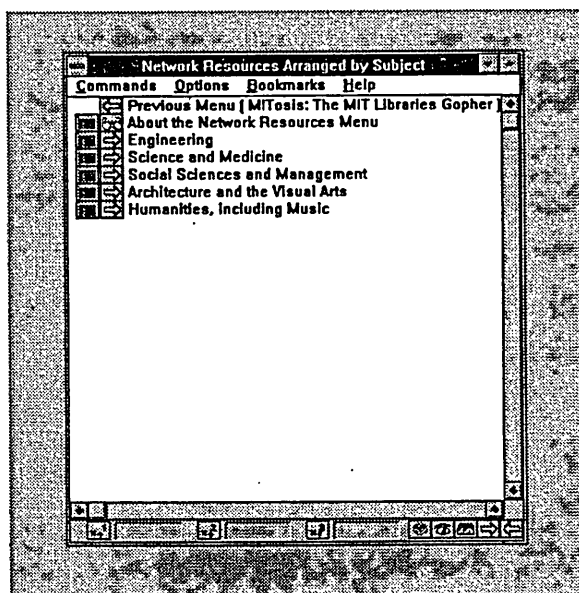 Network Resources Arranged by Subject
Commands Options Bookmarks Help
Previous Menu [ MITosis: The MIT Libraries Gopher ]
About the Network Resources Menu
Engineering
Science and Medicine
Social Sciences and Management
Architecture and the Visual Arts
Humanities, including Music